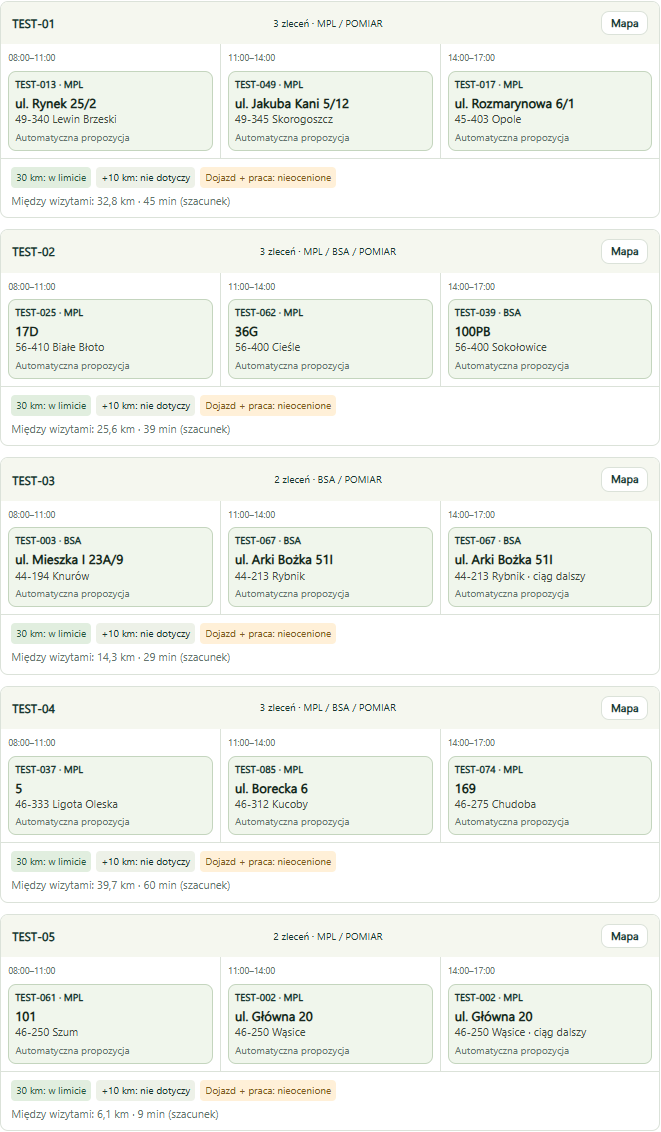 TEST-01 3 zleceń · MPL / POMIAR Mapa
08:00–11:00 11:00–14:00 14:00–17:00
TEST-013 · MPL TEST-049 · MPL TEST-017 · MPL
ul. Rynek 25/2 ul. Jakuba Kani 5/12 ul. Rozmarynowa 6/1
49-340 Lewin Brzeski 49-345 Skorogoszcz 45-403 Opole
Automatyczna propozycja Automatyczna propozycja Automatyczna propozycja
30 km: w limicie +10 km: nie dotyczy Dojazd + praca: nieocenione
Między wizytami: 32,8 km · 45 min (szacunek)
TEST-02 3 zleceń · MPL / BSA / POMIAR Mapa
08:00–11:00 11:00–14:00 14:00–17:00
TEST-025 · MPL TEST-062 · MPL TEST-039 · BSA
17D 36G 100PB
56-410 Białe Błoto 56-400 Cieśle 56-400 Sokołowice
Automatyczna propozycja Automatyczna propozycja Automatyczna propozycja
30 km: w limicie +10 km: nie dotyczy Dojazd + praca: nieocenione
Między wizytami: 25,6 km · 39 min (szacunek)
TEST-03 2 zleceń · BSA / POMIAR Mapa
08:00–11:00 11:00–14:00 14:00–17:00
TEST-003 · BSA TEST-067 · BSA TEST-067 · BSA
ul. Mieszka I 23A/9 ul. Arki Bożka 51I ul. Arki Bożka 51I
44-194 Knurów 44-213 Rybnik 44-213 Rybnik · ciąg dalszy
Automatyczna propozycja Automatyczna propozycja Automatyczna propozycja
30 km: w limicie +10 km: nie dotyczy Dojazd + praca: nieocenione
Między wizytami: 14,3 km · 29 min (szacunek)
TEST-04 3 zleceń · MPL / BSA / POMIAR Mapa
08:00–11:00 11:00–14:00 14:00–17:00
TEST-037 · MPL TEST-085 · MPL TEST-074 · MPL
5 ul. Borecka 6 169
46-333 Ligota Oleska 46-312 Kucoby 46-275 Chudoba
Automatyczna propozycja Automatyczna propozycja Automatyczna propozycja
30 km: w limicie +10 km: nie dotyczy Dojazd + praca: nieocenione
Między wizytami: 39,7 km · 60 min (szacunek)
TEST-05 2 zleceń · MPL / POMIAR Mapa
08:00–11:00 11:00–14:00 14:00–17:00
TEST-061 · MPL TEST-002 · MPL TEST-002 · MPL
101 ul. Główna 20 ul. Główna 20
46-250 Szum 46-250 Wąsice 46-250 Wąsice · ciąg dalszy
Automatyczna propozycja Automatyczna propozycja Automatyczna propozycja
30 km: w limicie +10 km: nie dotyczy Dojazd + praca: nieocenione
Między wizytami: 6,1 km · 9 min (szacunek)